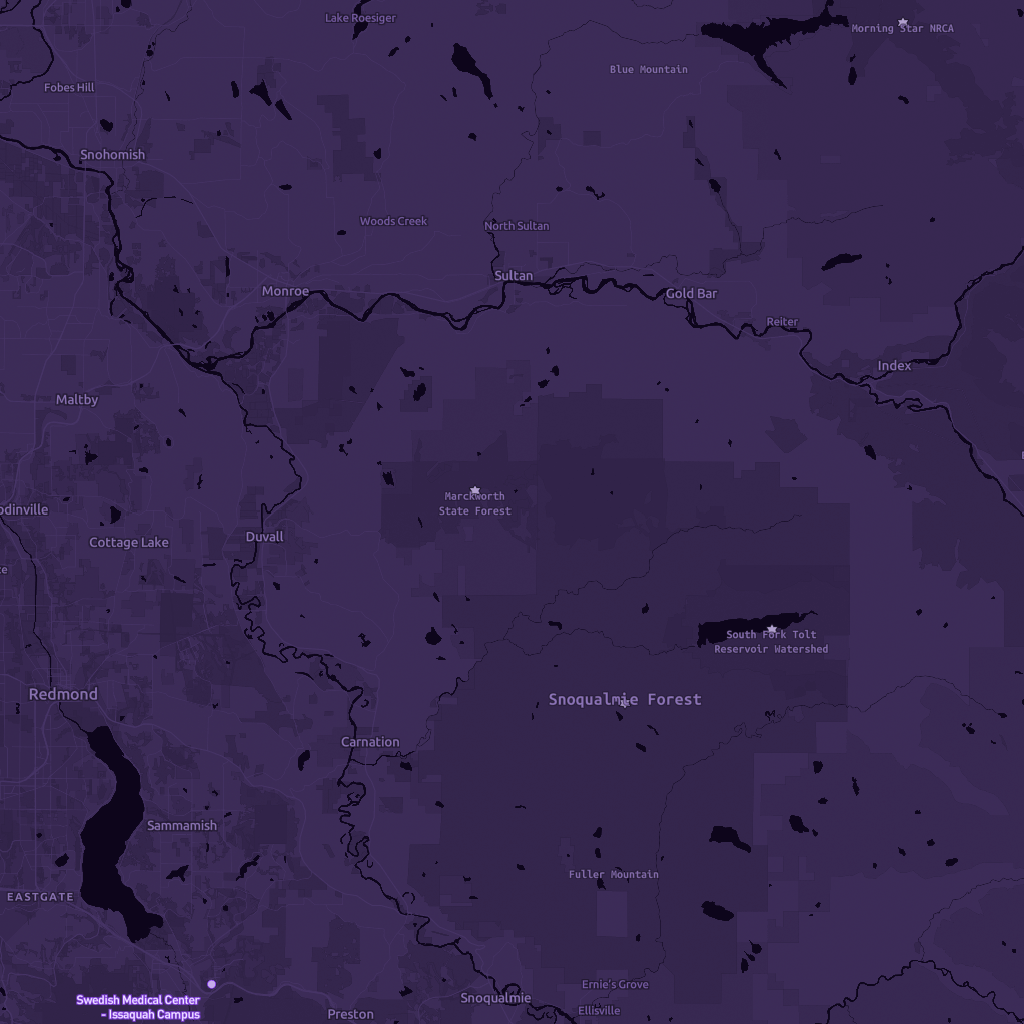 Lake Roesiger
Morning Star NRCA
Blue Mountain
Fobes Hill
Snohomish
Woods Creek
North Sultan
Sultan
Monroe
Gold Bar
Reiter
Index
Maltby
Marckworth
State Forest
odinville
Duvall
Cottage Lake
South Fork Tolt
Reservoir Watershed
Redmond
Snoqualmie Forest
Carnation
Sammamish
Fuller Mountain
EASTGATE
Ernie's Grove
Swedish Medical Center
- Issaquah Campus
Snoqualmie
Ellisville
Preston